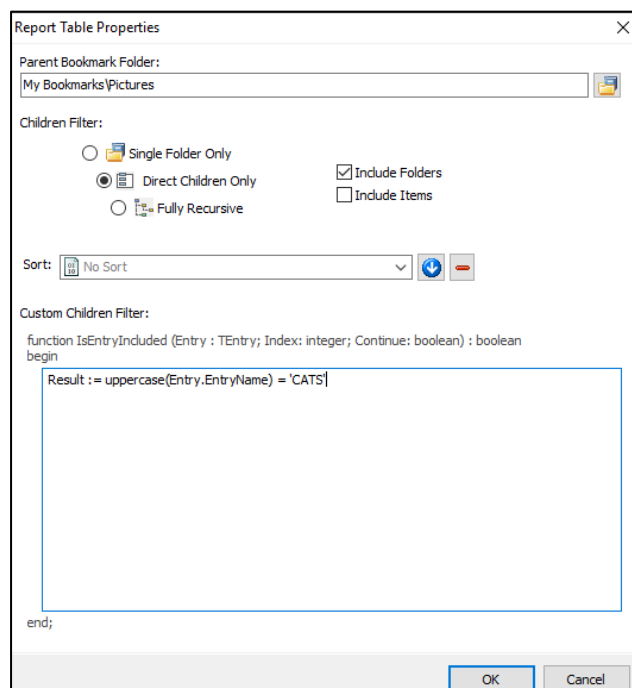 Report Table Properties
Parent Bookmark Folder:
My Bookmarks\Pictures
Children Filter:
Single Folder Only
Direct Children Only
Fully Recursive
Include Folders
Include Items
Sort: No Sort
Custom Children Filter:
function IsEntryIncluded (Entry : TEntry; Index: integer; Continue: boolean) : boolean
begin
Result := uppercase(Entry.EntryName) = 'CATS'
end;
OK Cancel